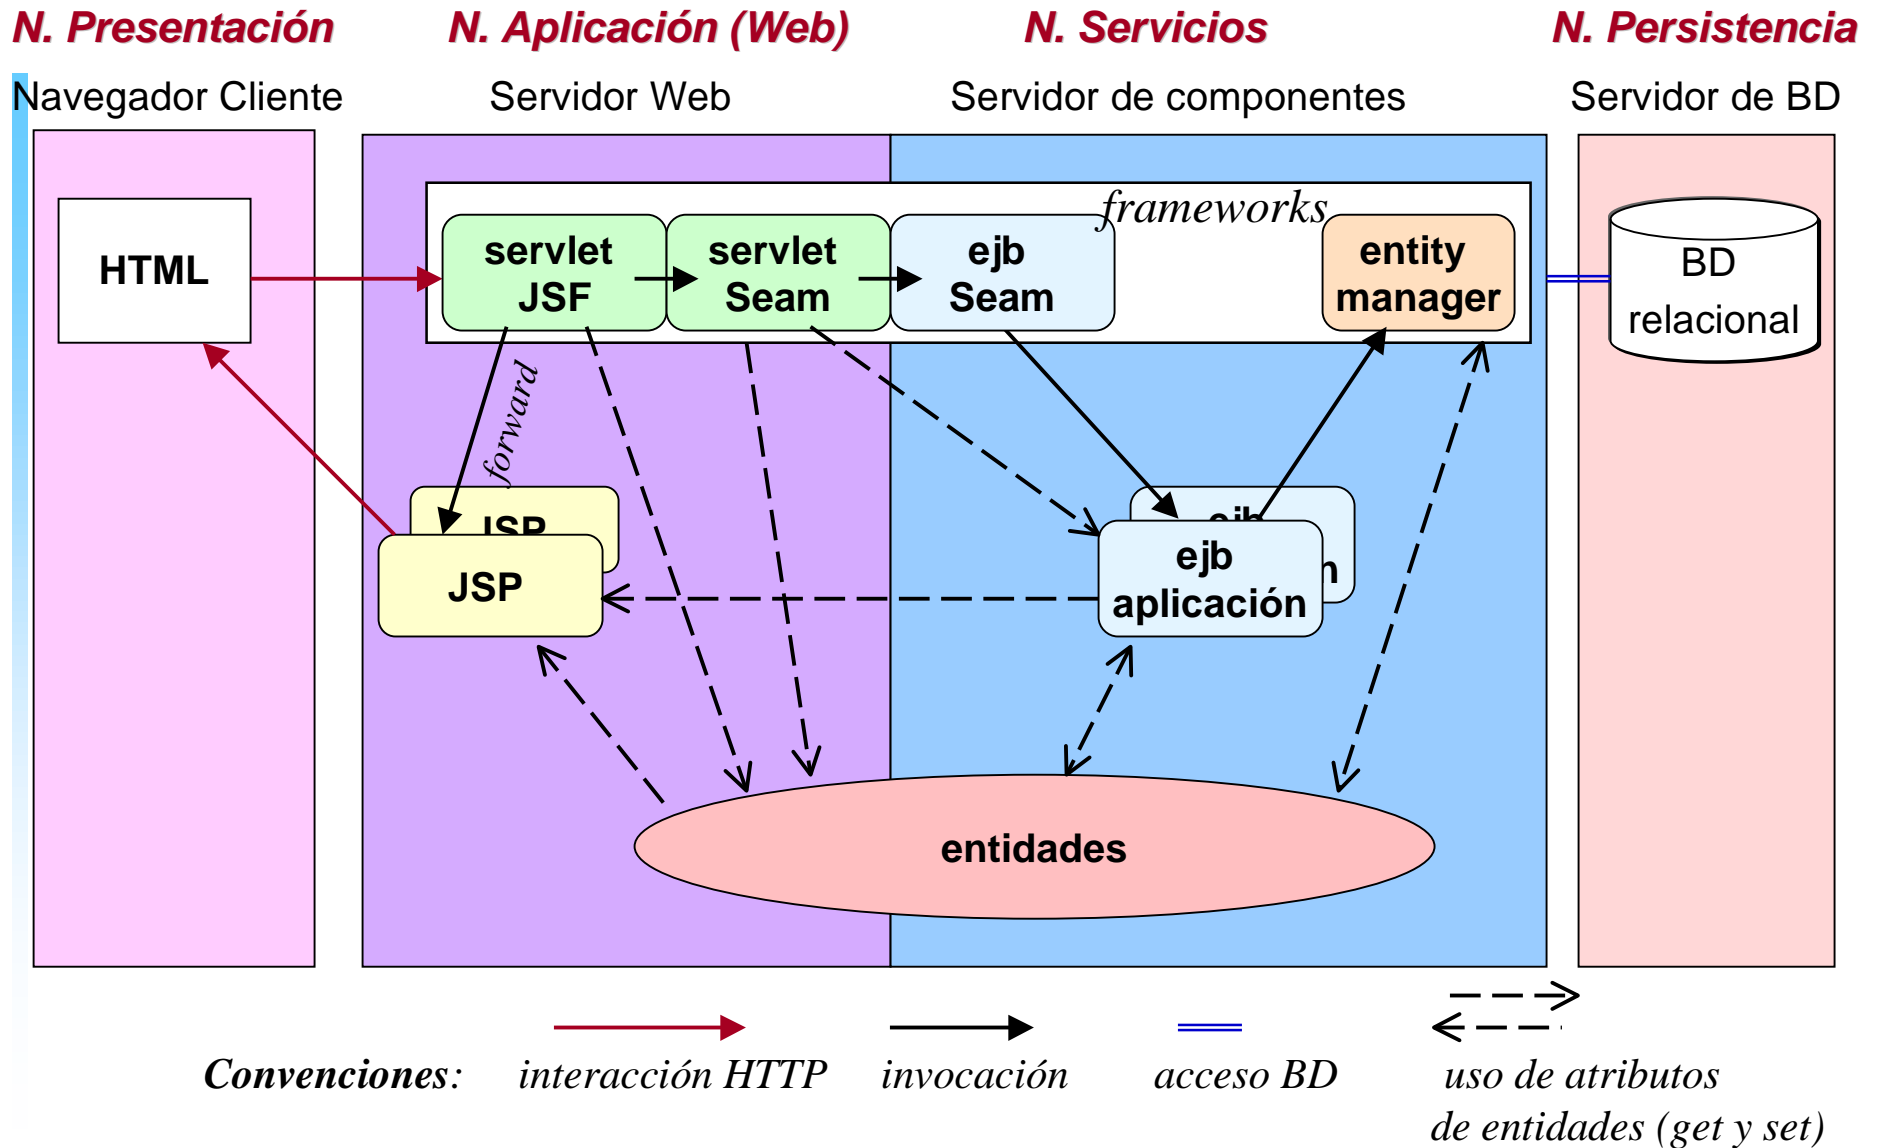 N. Presentación
N. Aplicación (Web)
N. Servicios
N. Persistencia
Navegador Cliente
Servidor Web
Servidor de componentes
Servidor de BD
frameworks
HTML
servlet
JSF
servlet
Seam
ejb
Seam
entity
manager
BD
relacional
forward
JSP
JSP
ejb
n
ejb
aplicación
entidades
Convenciones:
interacción HTTP
invocación
acceso BD
uso de atributos
de entidades (get y set)